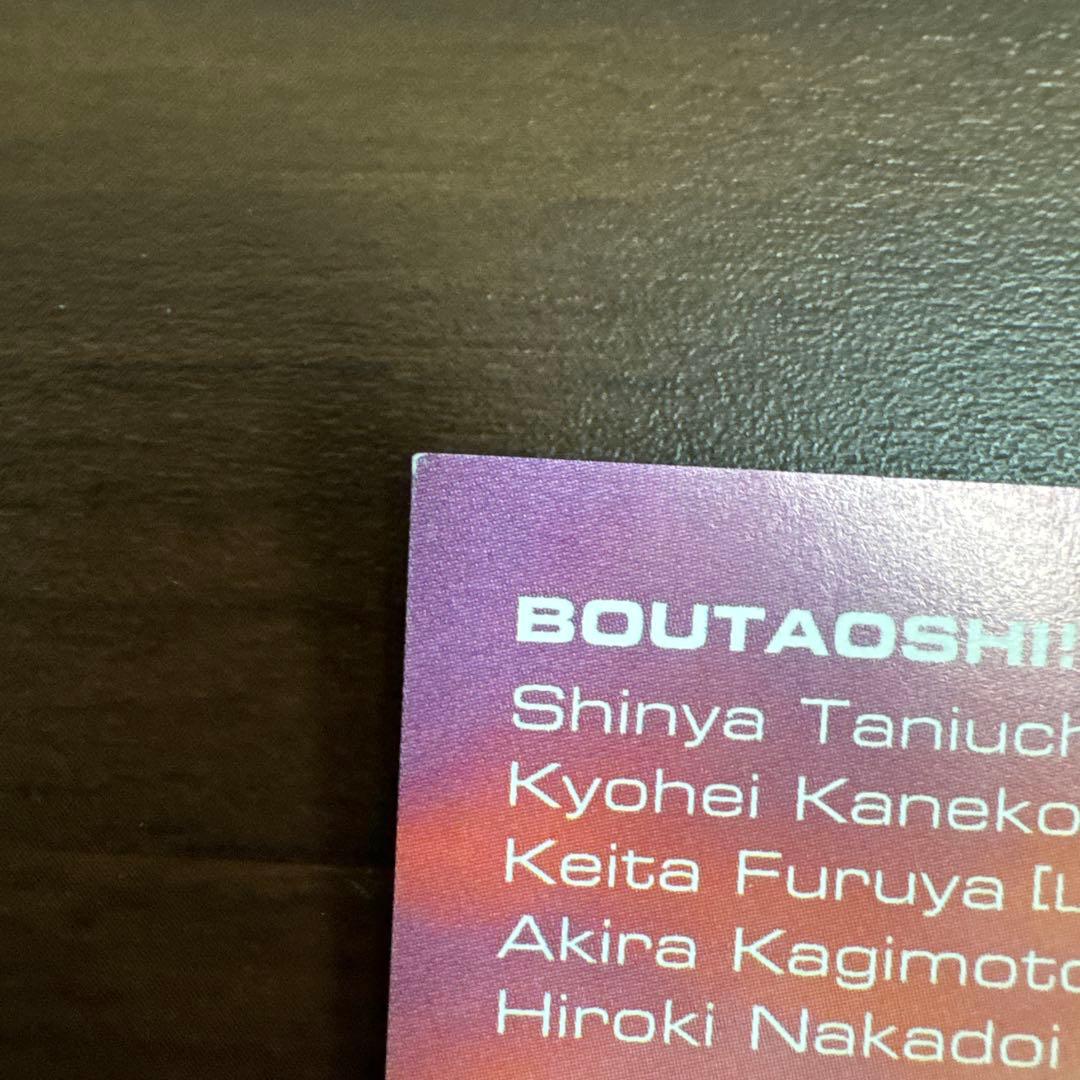 BOUTAOSHI!!
Shinya Taniuch
Kyohei Kaneko
Keita Furuya [L
Akira Kagimoto
Hiroki Nakadoi